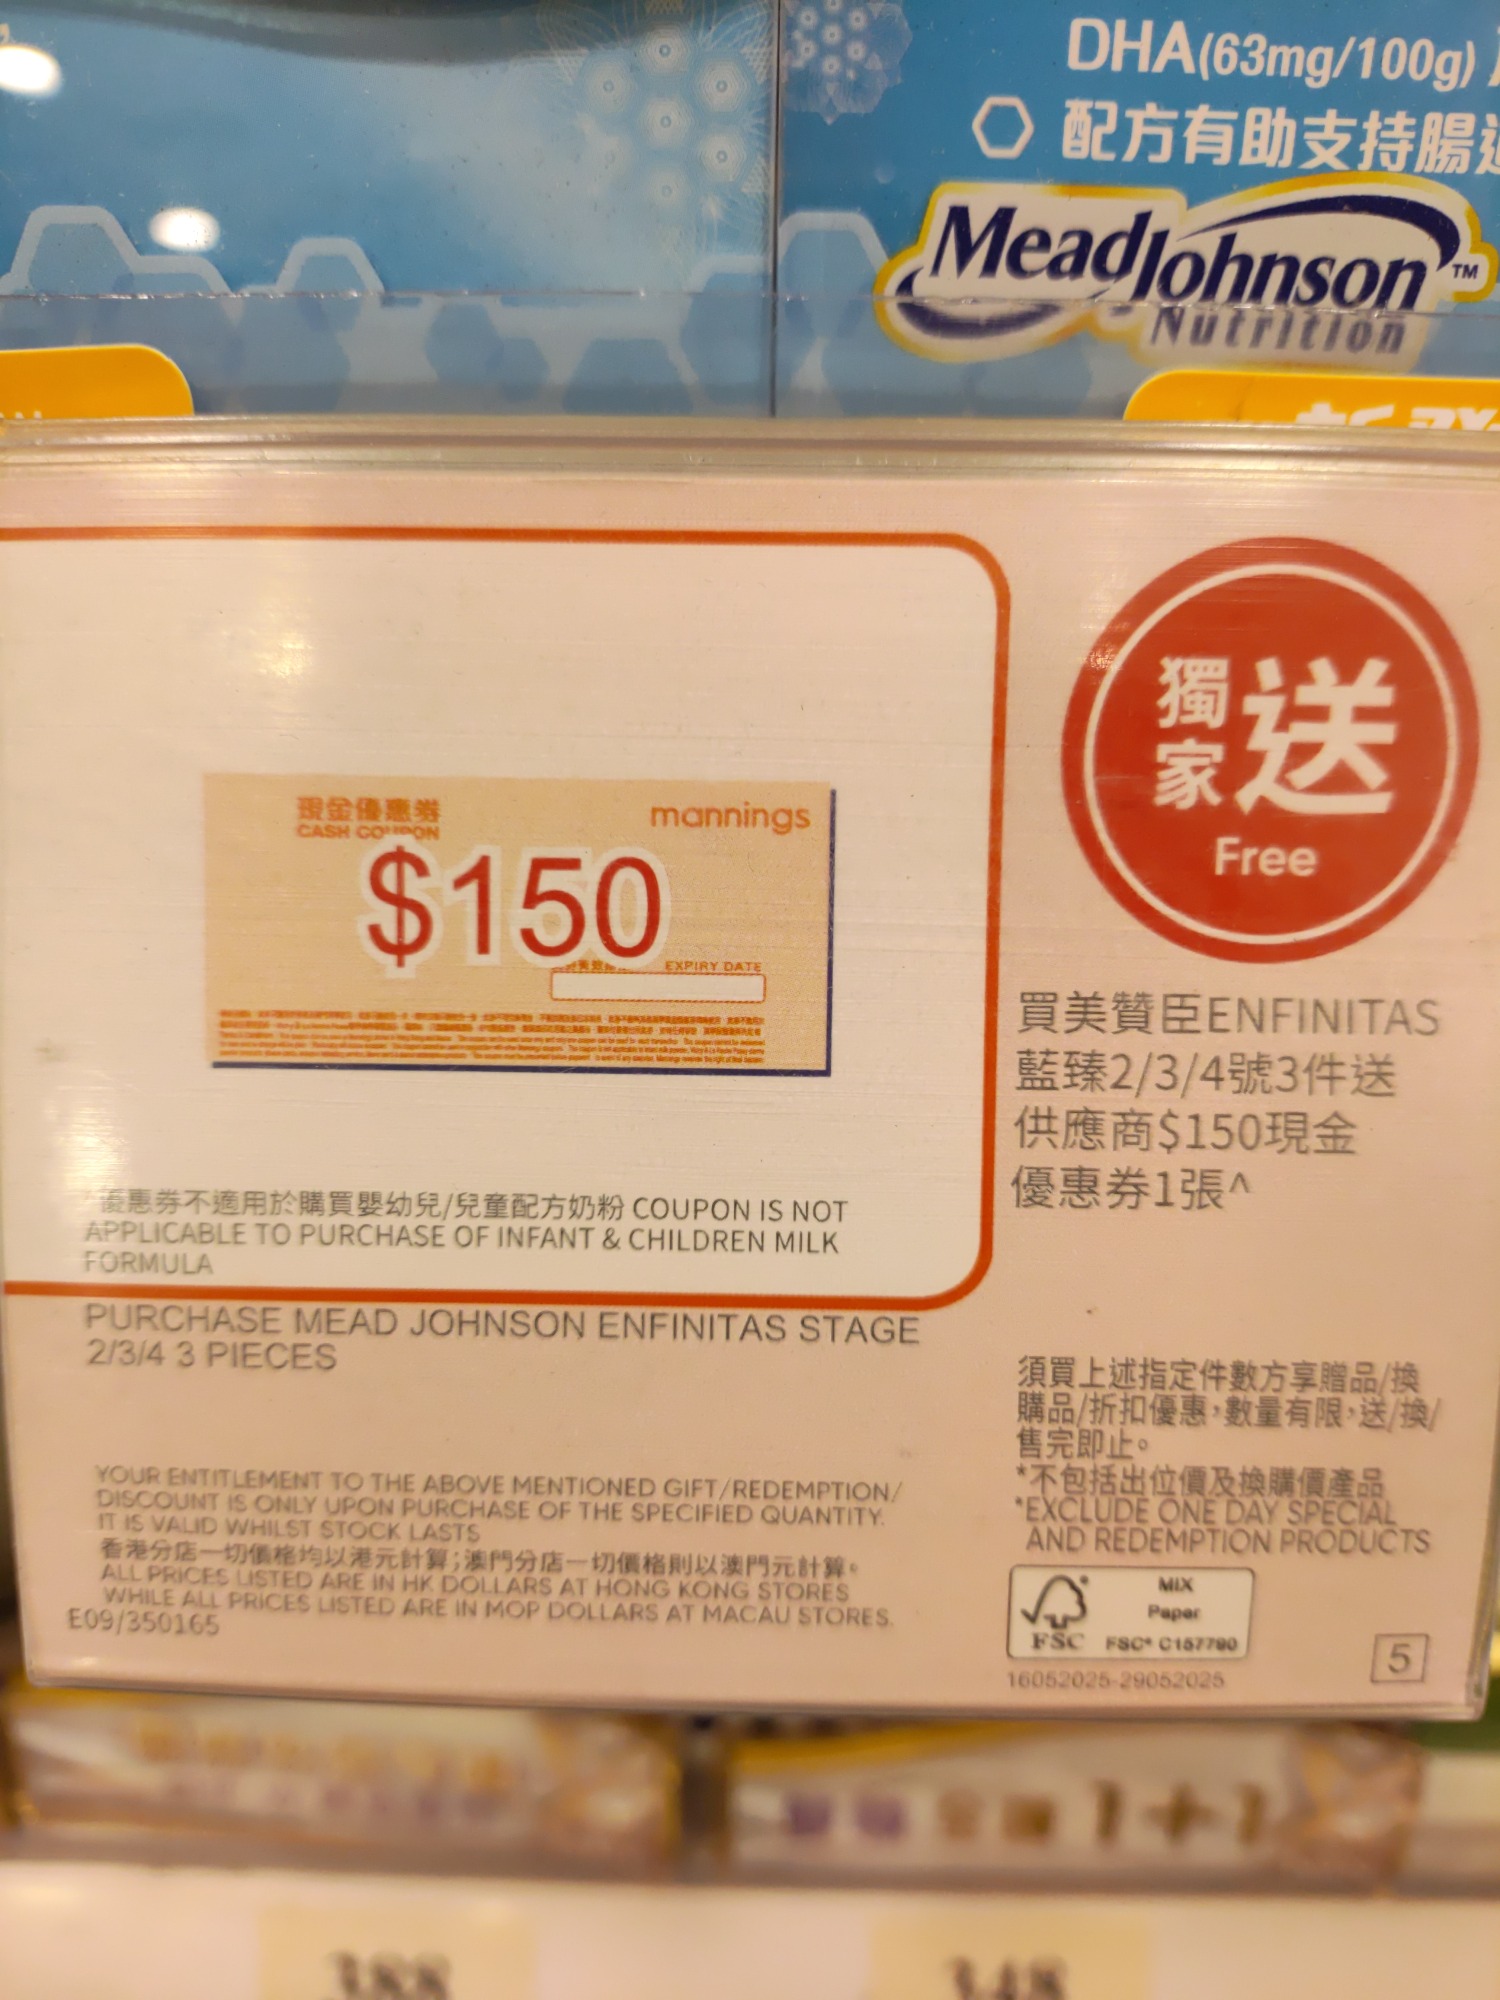 DHA(63mg/100g)
配方有助支持腸
MeadJohnson™
Nutrition
現金優惠券
CASH COUPON
mannings
$150
EXPIRY DATE
獨家送
Free
買美贊臣ENFINITAS
藍臻2/3/4號3件送
供應商$150現金
優惠券1張^
^優惠券不適用於購買嬰幼兒/兒童配方奶粉 COUPON IS NOT
APPLICABLE TO PURCHASE OF INFANT & CHILDREN MILK
FORMULA
PURCHASE MEAD JOHNSON ENFINITAS STAGE
2/3/4 3 PIECES
須買上述指定件數方享贈品/換
購品/折扣優惠,數量有限,送/換/
售完即止。
*不包括出位價及換購價產品
*EXCLUDE ONE DAY SPECIAL
AND REDEMPTION PRODUCTS
YOUR ENTITLEMENT TO THE ABOVE MENTIONED GIFT/REDEMPTION/
DISCOUNT IS ONLY UPON PURCHASE OF THE SPECIFIED QUANTITY.
IT IS VALID WHILST STOCK LASTS
香港分店一切價格均以港元計算;澳門分店一切價格則以澳門元計算。
ALL PRICES LISTED ARE IN HK DOLLARS AT HONG KONG STORES
WHILE ALL PRICES LISTED ARE IN MOP DOLLARS AT MACAU STORES.
E09/350165
FSC
MIX
Paper
FSC® C157790
16052025-29052025
5
1+1
388
348